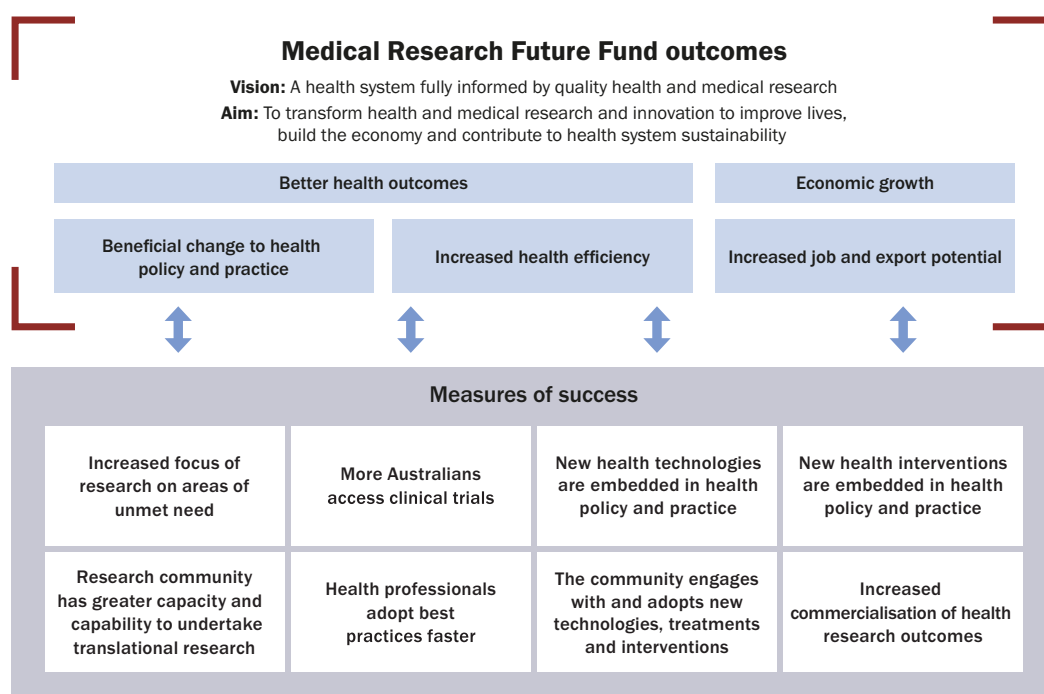 Medical Research Future Fund outcomes
Vision: A health system fully informed by quality health and medical research
Aim: To transform health and medical research and innovation to improve lives,
build the economy and contribute to health system sustainability
Better health outcomes
Economic growth
Beneficial change to health
policy and practice
Increased health efficiency
Increased job and export potential
Measures of success
Increased focus of
research on areas of
unmet need
More Australians
access clinical trials
New health technologies
are embedded in health
policy and practice
New health interventions
are embedded in health
policy and practice
Research community
has greater capacity and
capability to undertake
translational research
Health professionals
adopt best
practices faster
The community engages
with and adopts new
technologies, treatments
and interventions
Increased
commercialisation of health
research outcomes